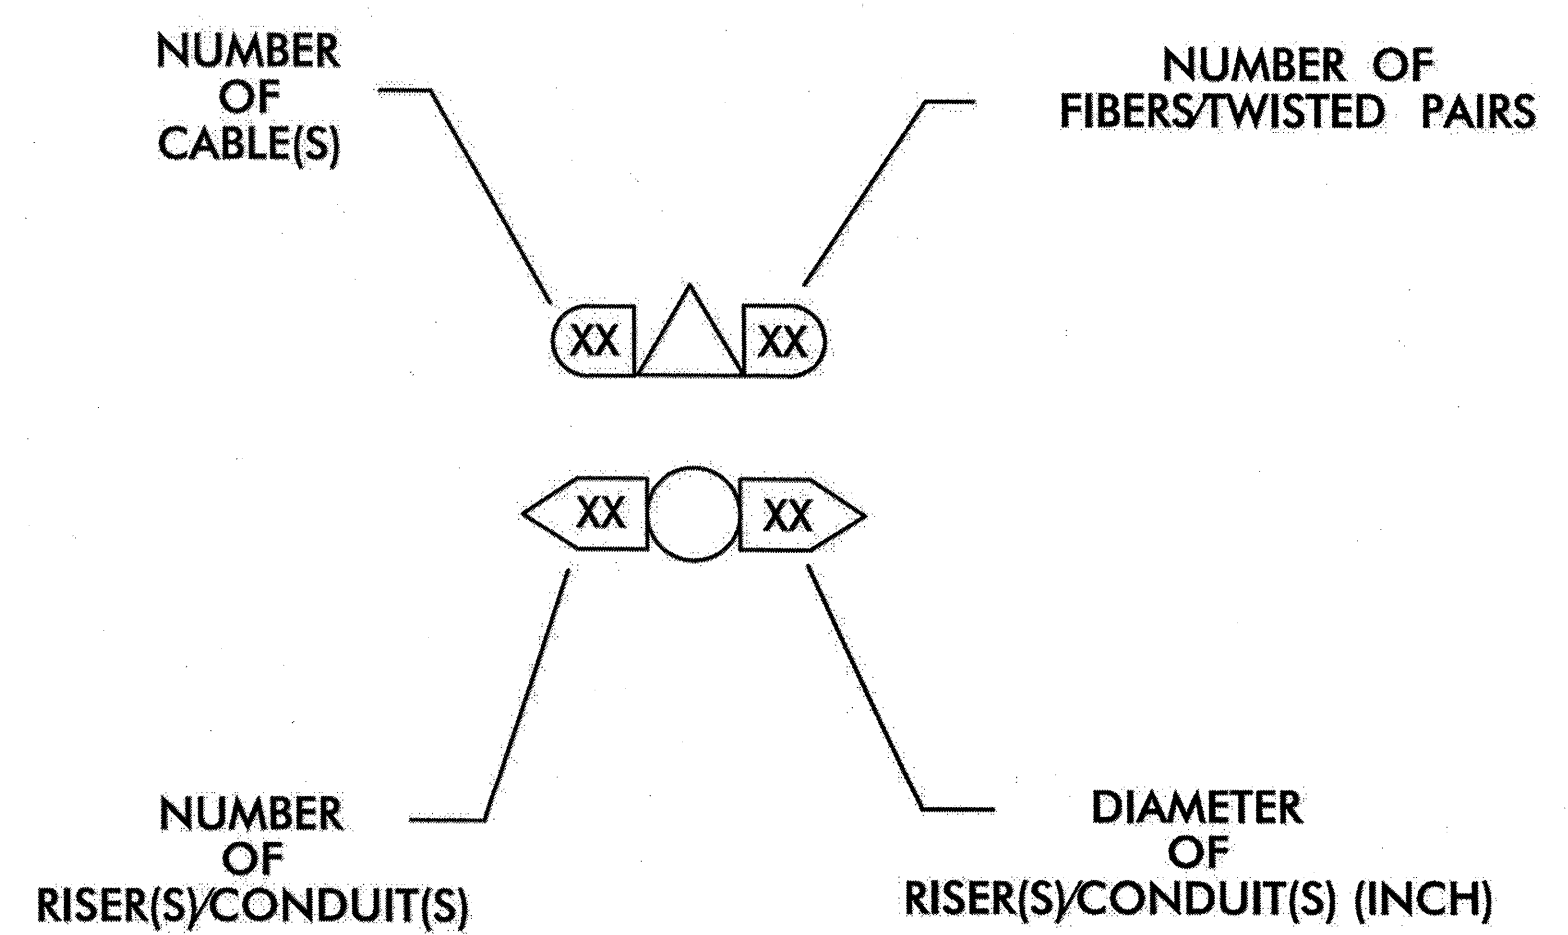 NUMBER
OF
CABLE(S)
NUMBER OF
FIBERS/TWISTED PAIRS
XX XX
XX XX
NUMBER
OF
RISER(S)/CONDUIT(S)
DIAMETER
OF
RISER(S)/CONDUIT(S) (INCH)